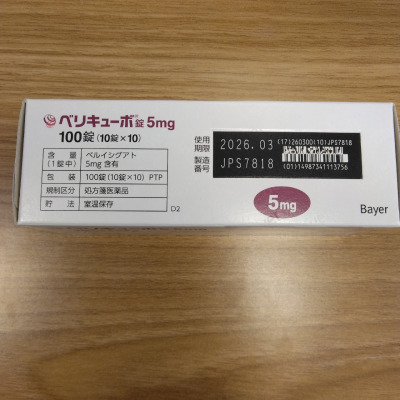 ベリキューボ®錠 5mg
100錠(10錠×10)
含量(1錠中) ベルイシグアト 5mg 含有
包装 100錠(10錠×10) PTP
規制区分 処方箋医薬品
貯法 室温保存
D2
使用期限 2026.03
製造番号 JPS7818
(17)260300(10)JPS7818
(01)14987341113756
5mg
Bayer